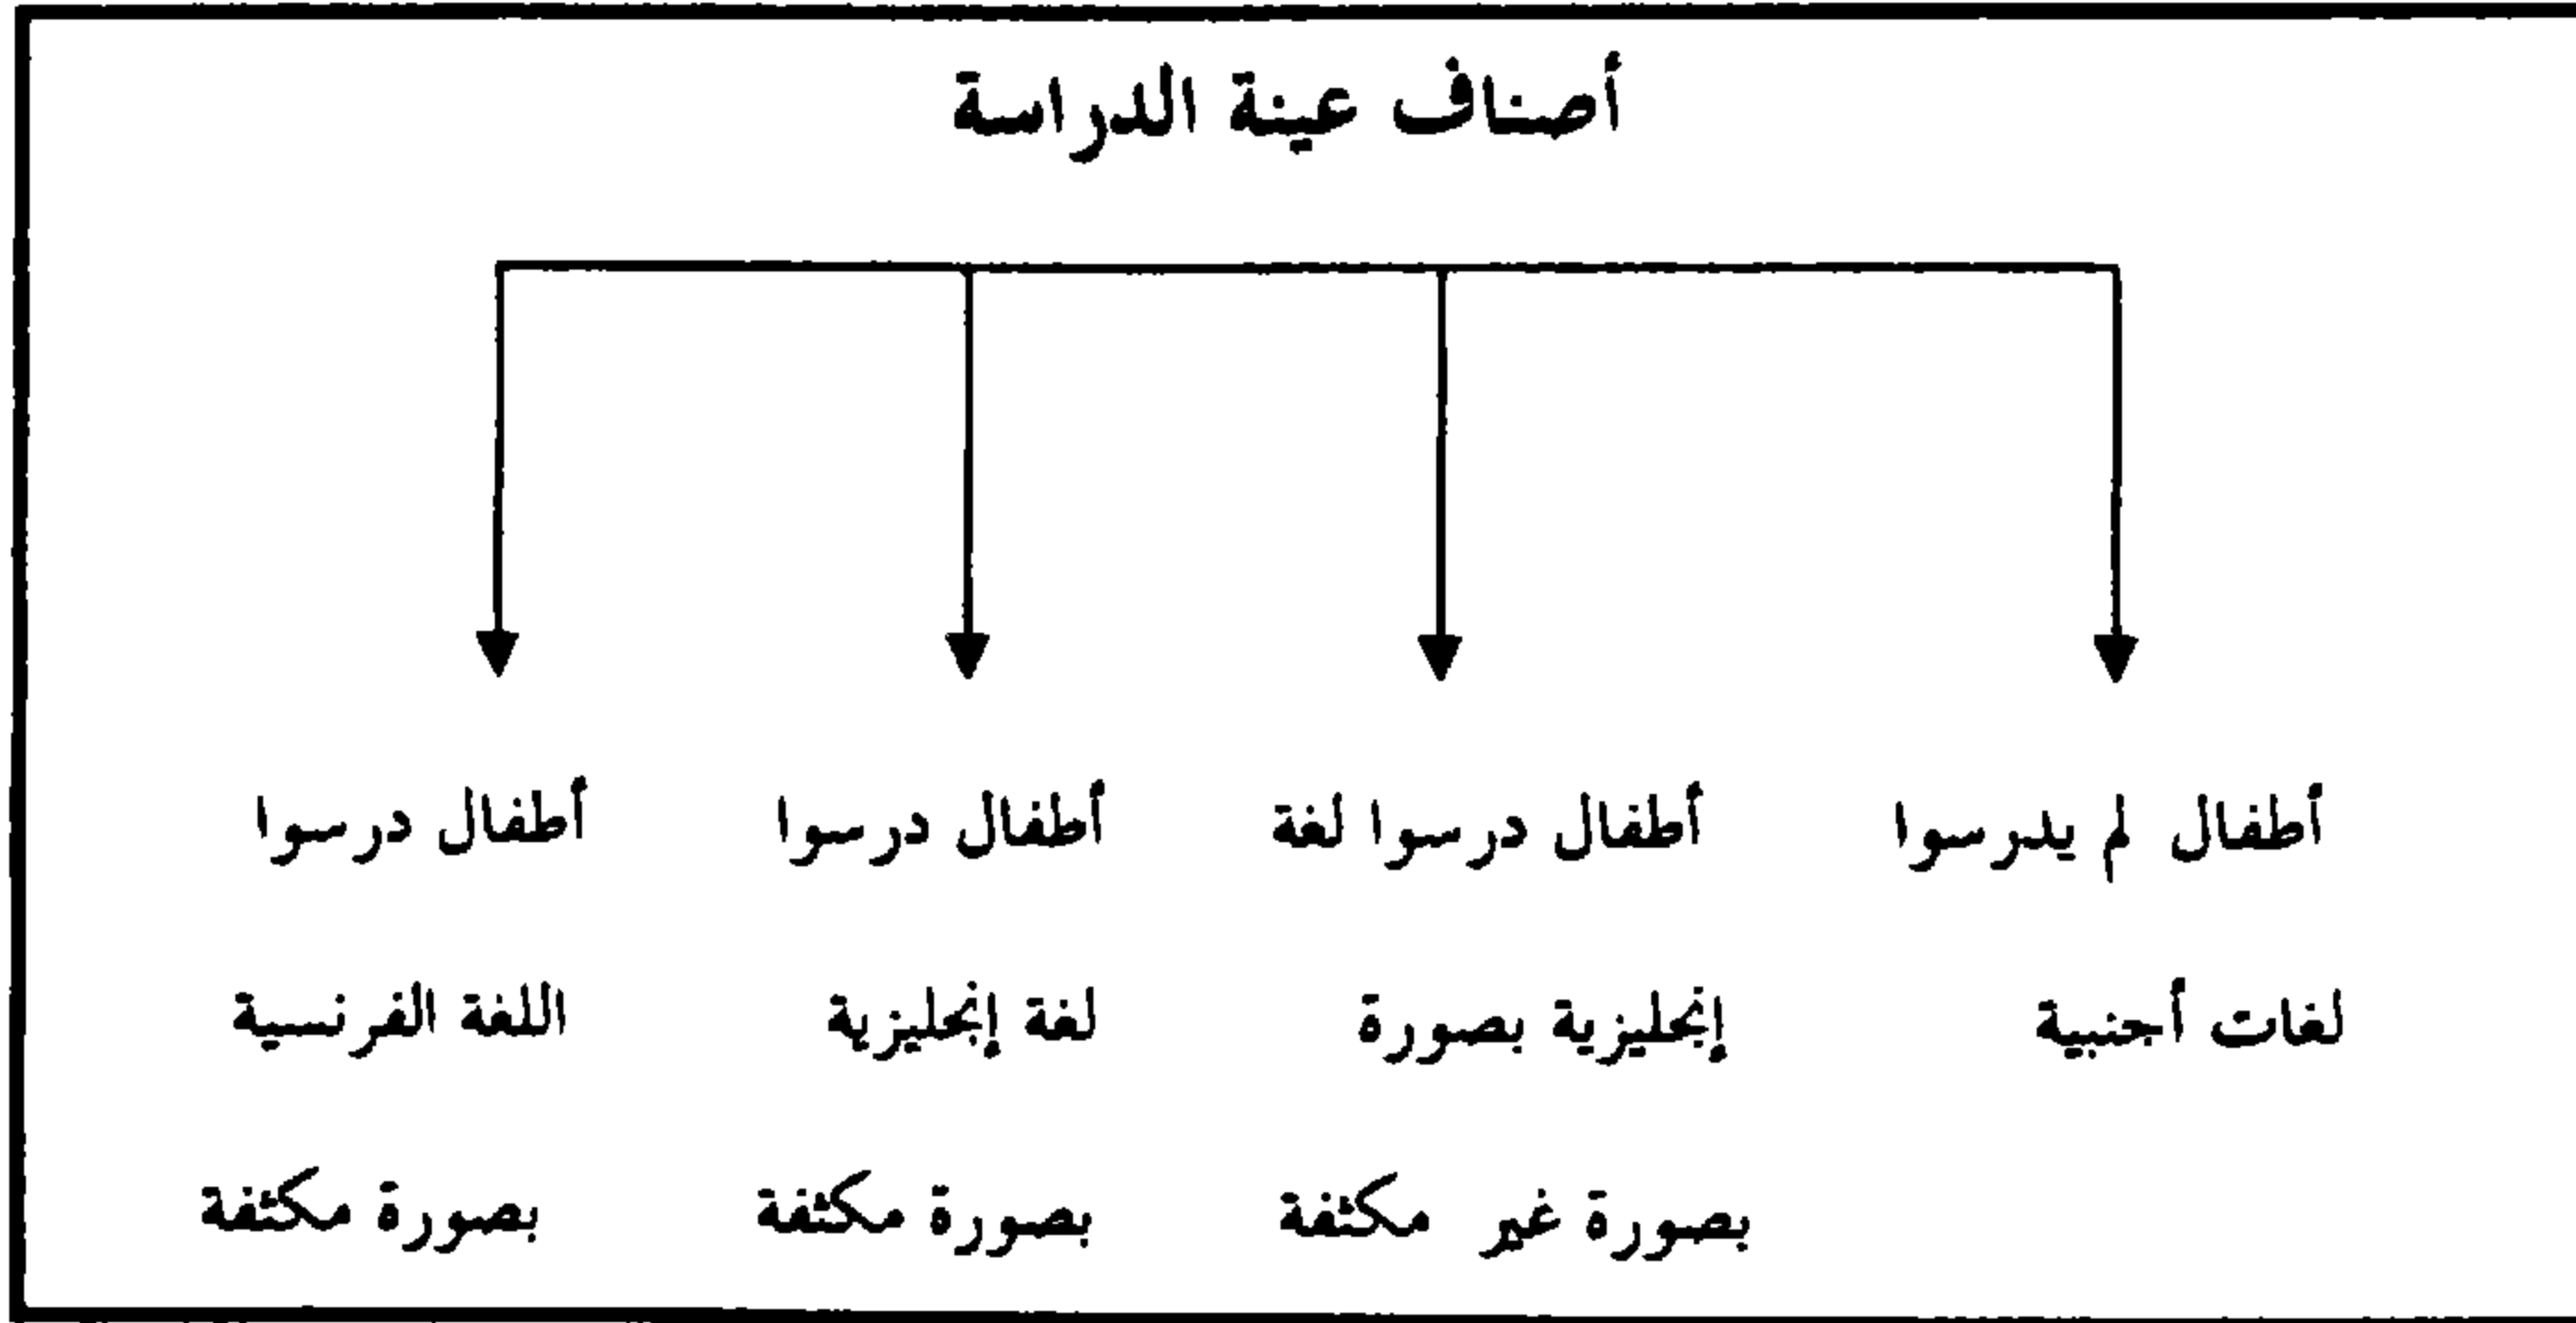 أصناف عينة الدراسة
أطفال لم يدرسوا
لغات أجنبية
أطفال درسوا لغة
إنجليزية بصورة
بصورة غير مكثفة
أطفال درسوا
لغة إنجليزية
بصورة مكثفة
أطفال درسوا
اللغة الفرنسية
بصورة مكثفة